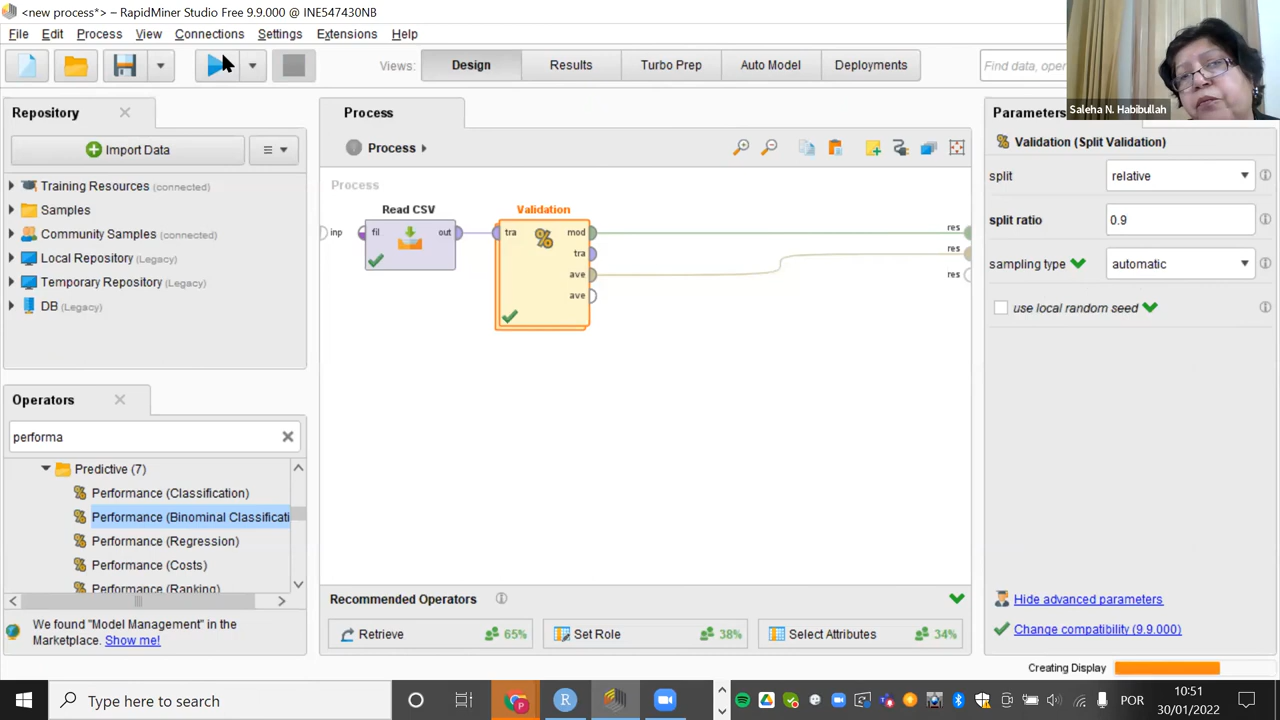 <new process*> – RapidMiner Studio Free 9.9.000 @ INE547430NB
File Edit Process View Connections Settings Extensions Help
Views: Design Results Turbo Prep Auto Model Deployments Find data, oper
Saleha N. Habibullah
Repository
Import Data
Training Resources (connected)
Samples
Community Samples (connected)
Local Repository (Legacy)
Temporary Repository (Legacy)
DB (Legacy)
Operators
performa
Predictive (7)
Performance (Classification)
Performance (Binominal Classificati
Performance (Regression)
Performance (Costs)
Performance (Ranking)
We found "Model Management" in the
Marketplace. Show me!
Process
Process
Process
Read CSV
Validation
inp fil out tra mod res
tra res
ave res
ave
Recommended Operators
Retrieve 65% Set Role 38% Select Attributes 34%
Parameters
Validation (Split Validation)
split relative
split ratio 0.9
sampling type automatic
use local random seed
Hide advanced parameters
Change compatibility (9.9.000)
Creating Display
Type here to search
POR
10:51
30/01/2022